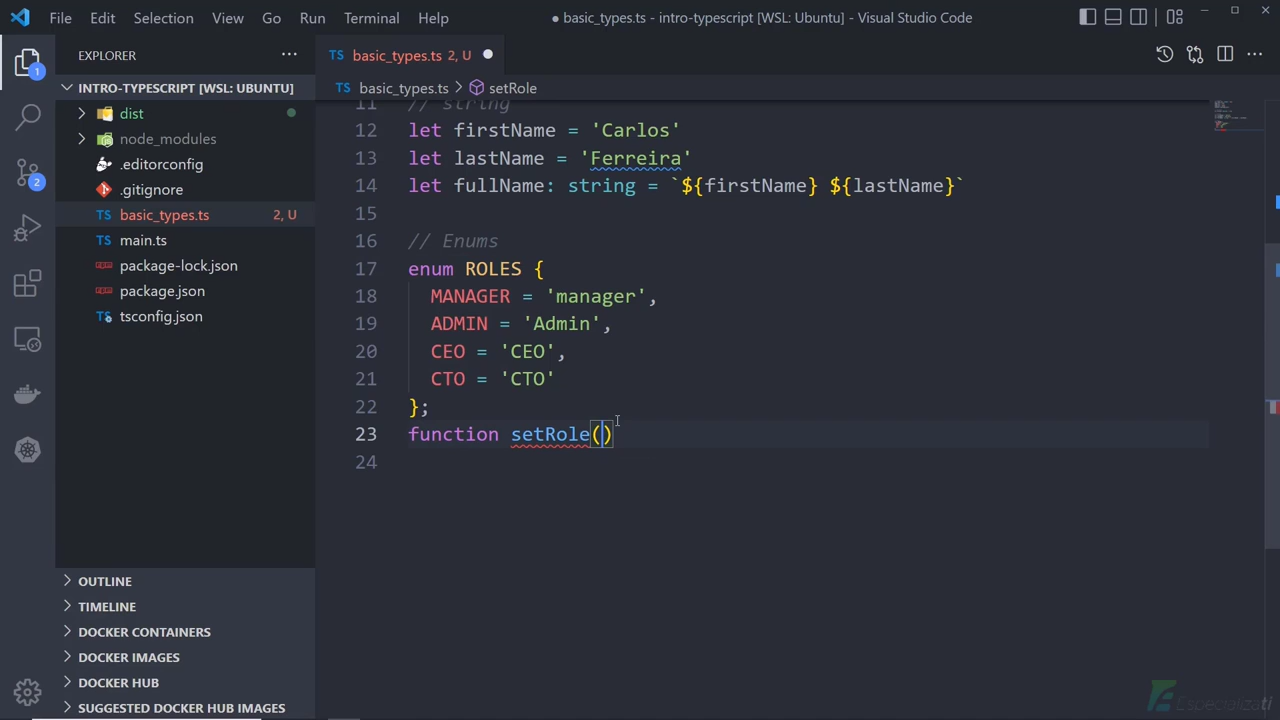 File Edit Selection View Go Run Terminal Help
● basic_types.ts - intro-typescript [WSL: Ubuntu] - Visual Studio Code
EXPLORER
TS basic_types.ts 2, U
1
INTRO-TYPESCRIPT [WSL: UBUNTU]
TS basic_types.ts > setRole
dist
node_modules
.editorconfig
2
.gitignore
TS basic_types.ts 2, U
TS main.ts
package-lock.json
package.json
TS tsconfig.json
OUTLINE
TIMELINE
DOCKER CONTAINERS
DOCKER IMAGES
DOCKER HUB
SUGGESTED DOCKER HUB IMAGES
11 // string
12 let firstName = 'Carlos'
13 let lastName = 'Ferreira'
14 let fullName: string = `${firstName} ${lastName}`
15
16 // Enums
17 enum ROLES {
18 MANAGER = 'manager',
19 ADMIN = 'Admin',
20 CEO = 'CEO',
21 CTO = 'CTO'
22 };
23 function setRole()
24
EspecializaTi